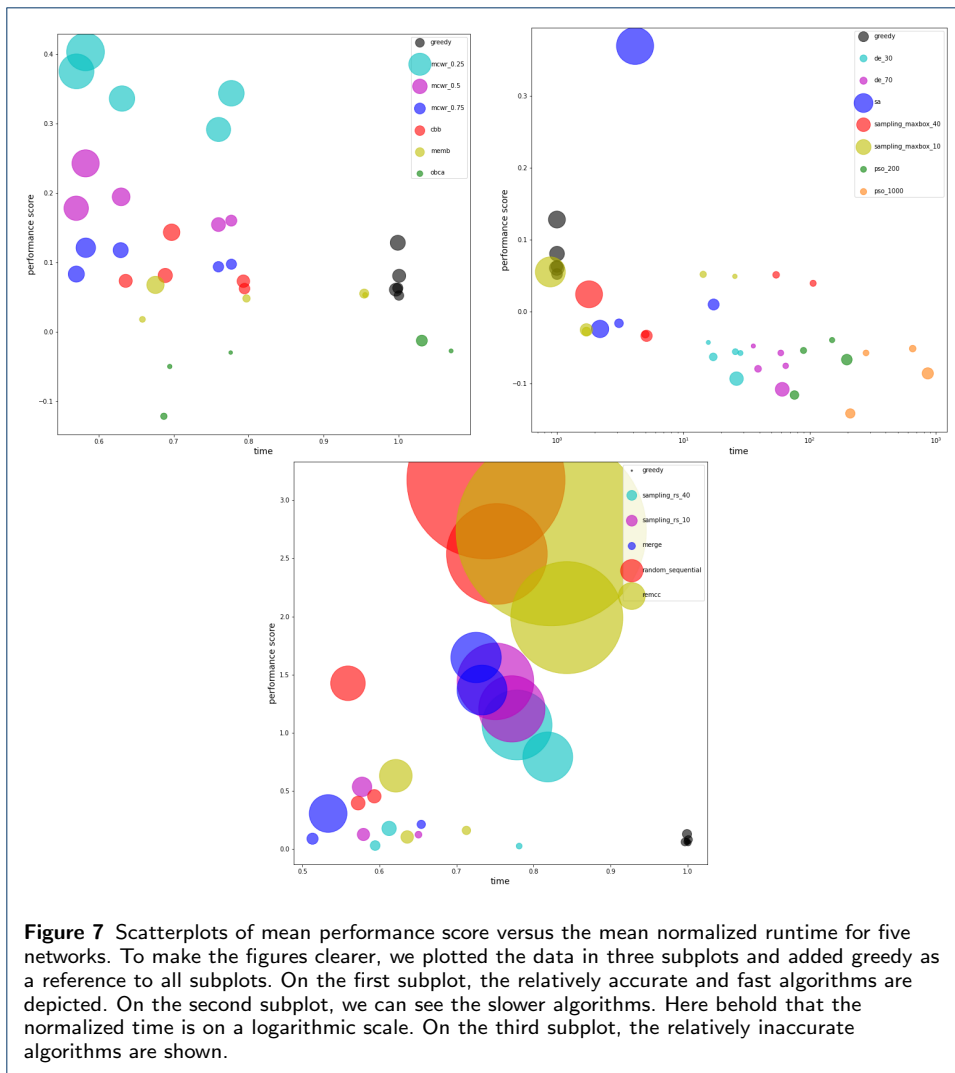 greedy
mcwr_0.25
mcwr_0.5
mcwr_0.75
cbb
memb
obca
0.4
0.3
0.2
0.1
0.0
−0.1
performance score
0.6 0.7 0.8 0.9 1.0
time
greedy
de_30
de_70
sa
sampling_maxbox_40
sampling_maxbox_10
pso_200
pso_1000
0.3
0.2
0.1
0.0
−0.1
performance score
10⁰ 10¹ 10² 10³
time
greedy
sampling_rs_40
sampling_rs_10
merge
random_sequential
remcc
3.0
2.5
2.0
1.5
1.0
0.5
0.0
performance score
0.5 0.6 0.7 0.8 0.9 1.0
time
Figure 7 Scatterplots of mean performance score versus the mean normalized runtime for five
networks. To make the figures clearer, we plotted the data in three subplots and added greedy as
a reference to all subplots. On the first subplot, the relatively accurate and fast algorithms are
depicted. On the second subplot, we can see the slower algorithms. Here behold that the
normalized time is on a logarithmic scale. On the third subplot, the relatively inaccurate
algorithms are shown.